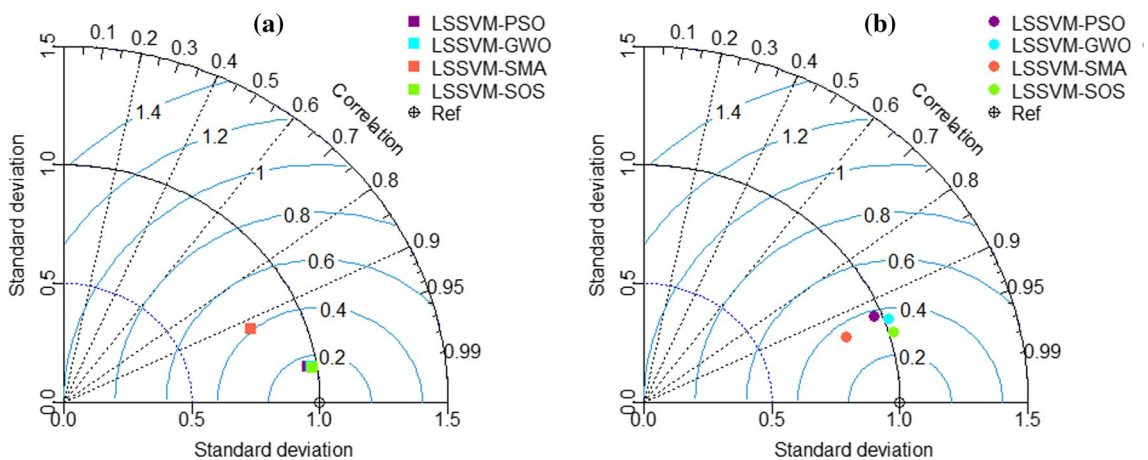 (a)
LSSVM-PSO
LSSVM-GWO
LSSVM-SMA
LSSVM-SOS
Ref
Correlation
0.1
0.2
0.3
0.4
0.5
0.6
0.7
0.8
0.9
0.95
0.99
1.4
1.2
1
0.8
0.6
0.4
0.2
Standard deviation
1.5
1.0
0.5
0.0
0.0
0.5
1.0
1.5
Standard deviation
(b)
LSSVM-PSO
LSSVM-GWO
LSSVM-SMA
LSSVM-SOS
Ref
Correlation
0.1
0.2
0.3
0.4
0.5
0.6
0.7
0.8
0.9
0.95
0.99
1.4
1.2
1
0.8
0.6
0.4
0.2
Standard deviation
1.5
1.0
0.5
0.0
0.0
0.5
1.0
1.5
Standard deviation